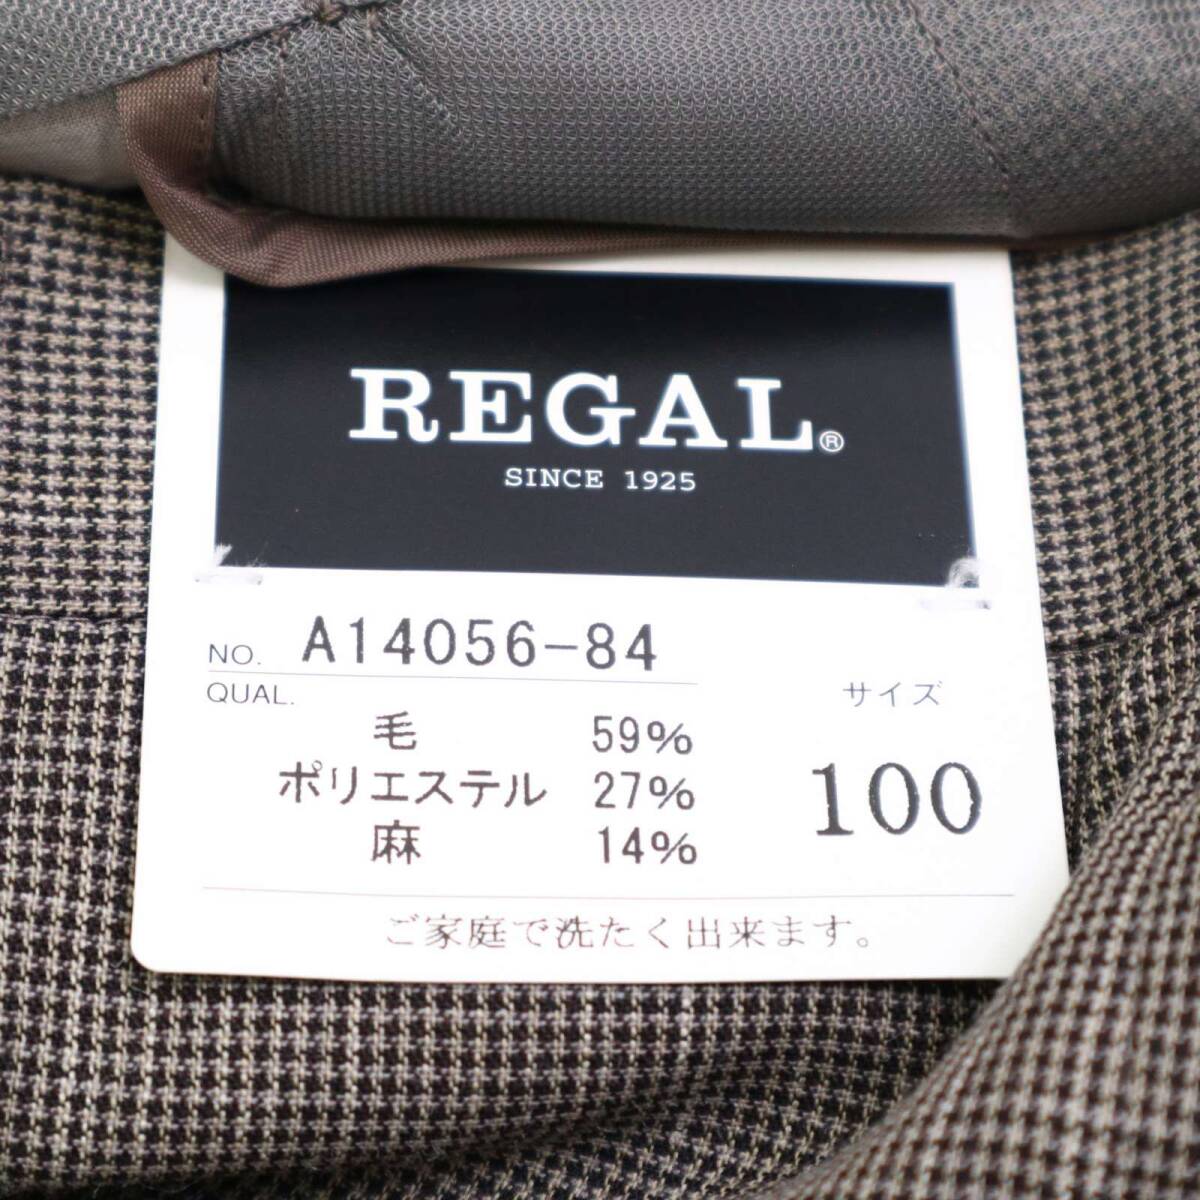 REGAL®
SINCE 1925
NO. A14056-84
QUAL.
サイズ
毛 59%
ポリエステル 27%
麻 14%
100
ご家庭で洗たく出来ます。